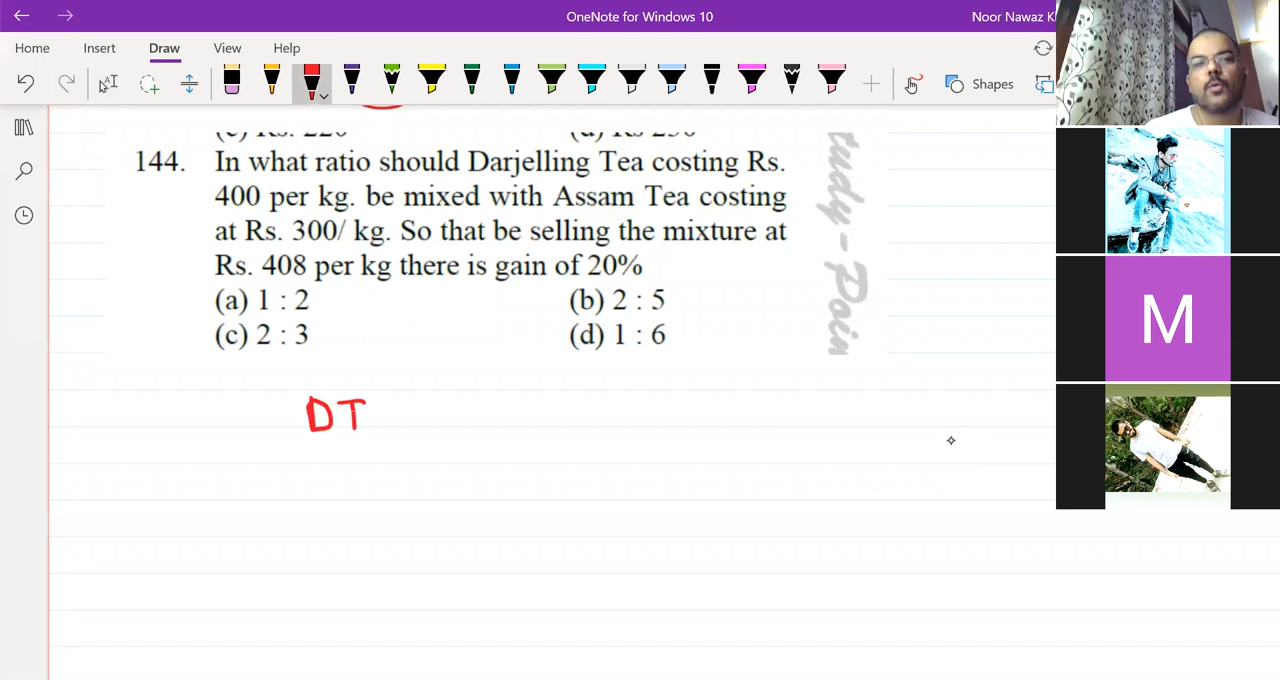 OneNote for Windows 10
Noor Nawaz K
Home Insert Draw View Help
Shapes
144. In what ratio should Darjelling Tea costing Rs.
400 per kg. be mixed with Assam Tea costing
at Rs. 300/ kg. So that be selling the mixture at
Rs. 408 per kg there is gain of 20%
(a) 1 : 2 (b) 2 : 5
(c) 2 : 3 (d) 1 : 6
tudy - Poin
DT
M